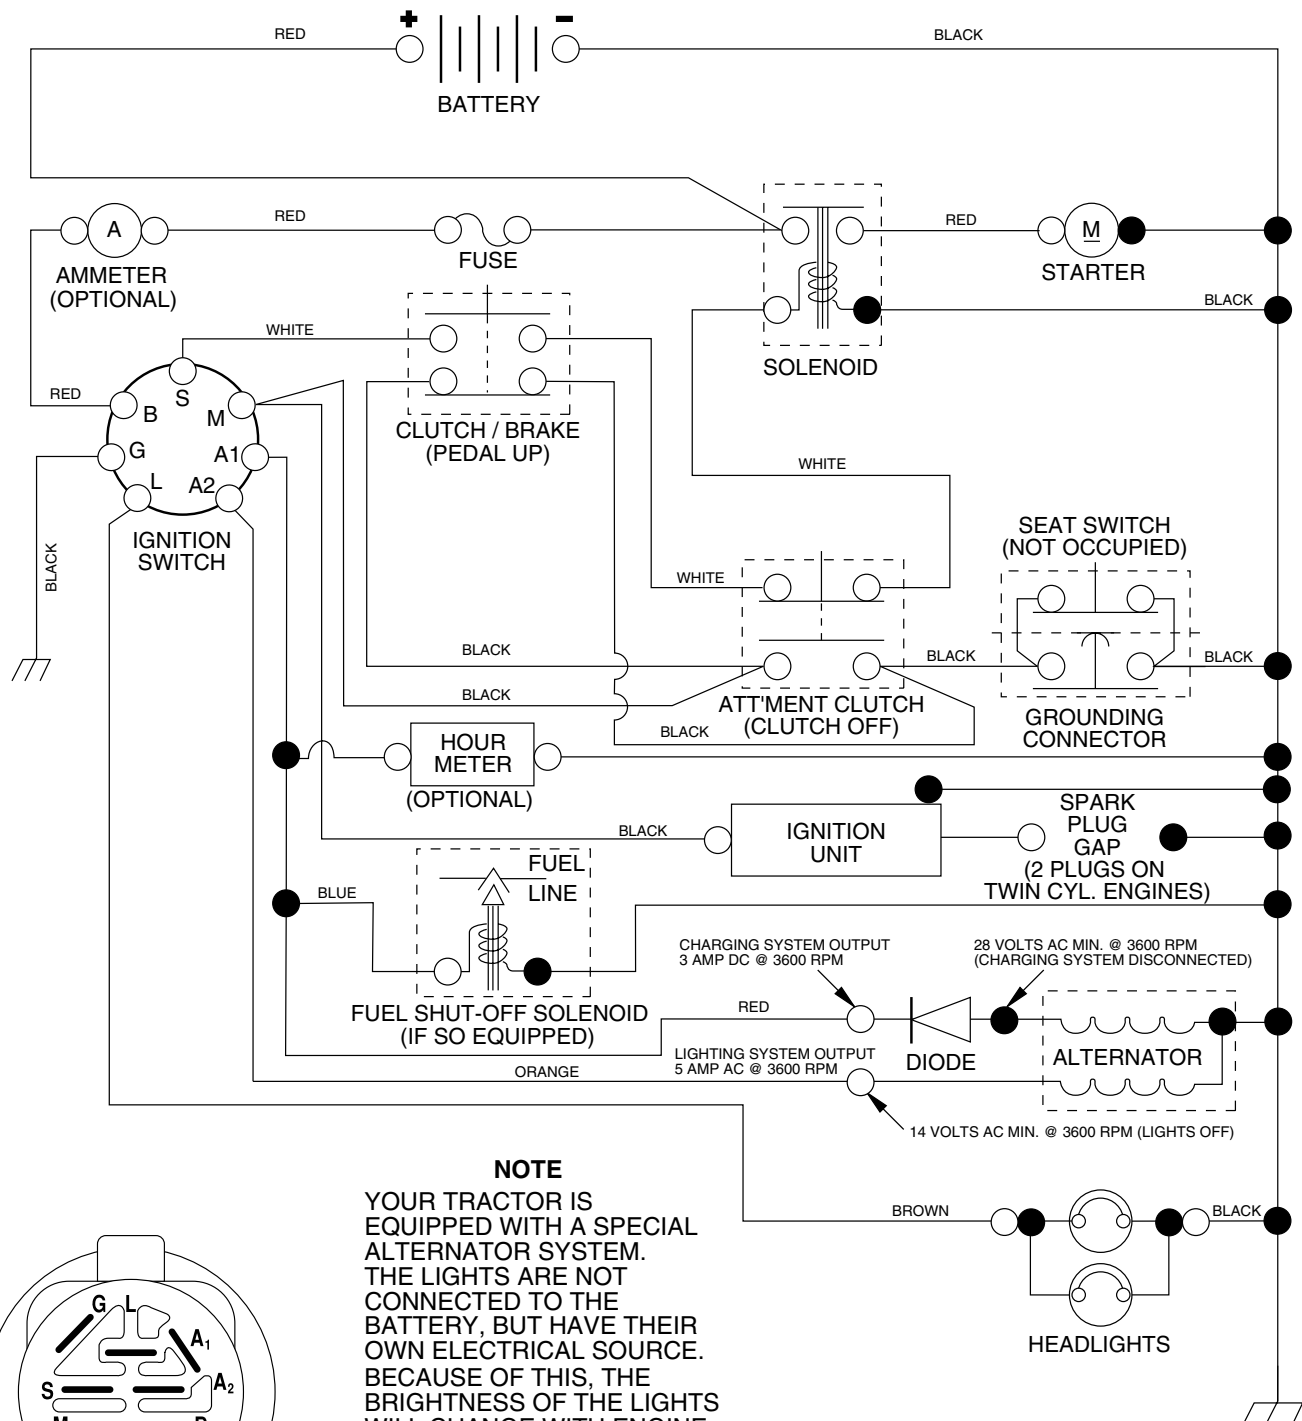 + -
RED
BLACK
BATTERY
A
RED
FUSE
RED
M
STARTER
AMMETER
(OPTIONAL)
BLACK
WHITE
SOLENOID
RED
S
B
M
G
A1
L
A2
CLUTCH / BRAKE
(PEDAL UP)
WHITE
IGNITION
SWITCH
BLACK
SEAT SWITCH
(NOT OCCUPIED)
WHITE
BLACK
BLACK
BLACK
BLACK
ATT'MENT CLUTCH
(CLUTCH OFF)
BLACK
GROUNDING
CONNECTOR
HOUR
METER
(OPTIONAL)
BLACK
IGNITION
UNIT
SPARK
PLUG
GAP
(2 PLUGS ON
TWIN CYL. ENGINES)
FUEL
LINE
BLUE
FUEL SHUT-OFF SOLENOID
(IF SO EQUIPPED)
CHARGING SYSTEM OUTPUT
3 AMP DC @ 3600 RPM
28 VOLTS AC MIN. @ 3600 RPM
(CHARGING SYSTEM DISCONNECTED)
RED
DIODE
ALTERNATOR
LIGHTING SYSTEM OUTPUT
5 AMP AC @ 3600 RPM
ORANGE
14 VOLTS AC MIN. @ 3600 RPM (LIGHTS OFF)
BROWN
BLACK
HEADLIGHTS
NOTE
YOUR TRACTOR IS
EQUIPPED WITH A SPECIAL
ALTERNATOR SYSTEM.
THE LIGHTS ARE NOT
CONNECTED TO THE
BATTERY, BUT HAVE THEIR
OWN ELECTRICAL SOURCE.
BECAUSE OF THIS, THE
BRIGHTNESS OF THE LIGHTS
WILL CHANGE WITH ENGINE
G L
A1
S
A2
M